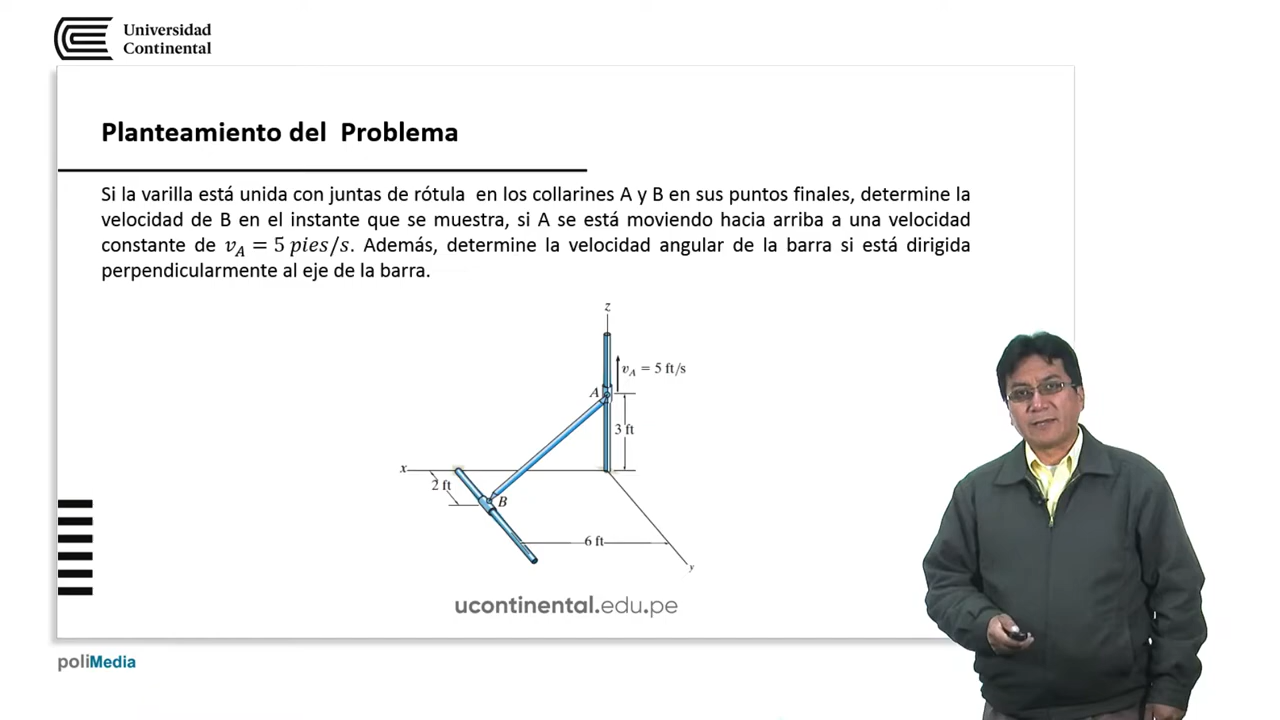 Universidad
Continental
Planteamiento del Problema
Si la varilla está unida con juntas de rótula en los collarines A y B en sus puntos finales, determine la
velocidad de B en el instante que se muestra, si A se está moviendo hacia arriba a una velocidad
constante de v_A = 5 pies/s. Además, determine la velocidad angular de la barra si está dirigida
perpendicularmente al eje de la barra.
z
v_A = 5 ft/s
A
3 ft
x
2 ft
B
6 ft
y
ucontinental.edu.pe
poliMedia